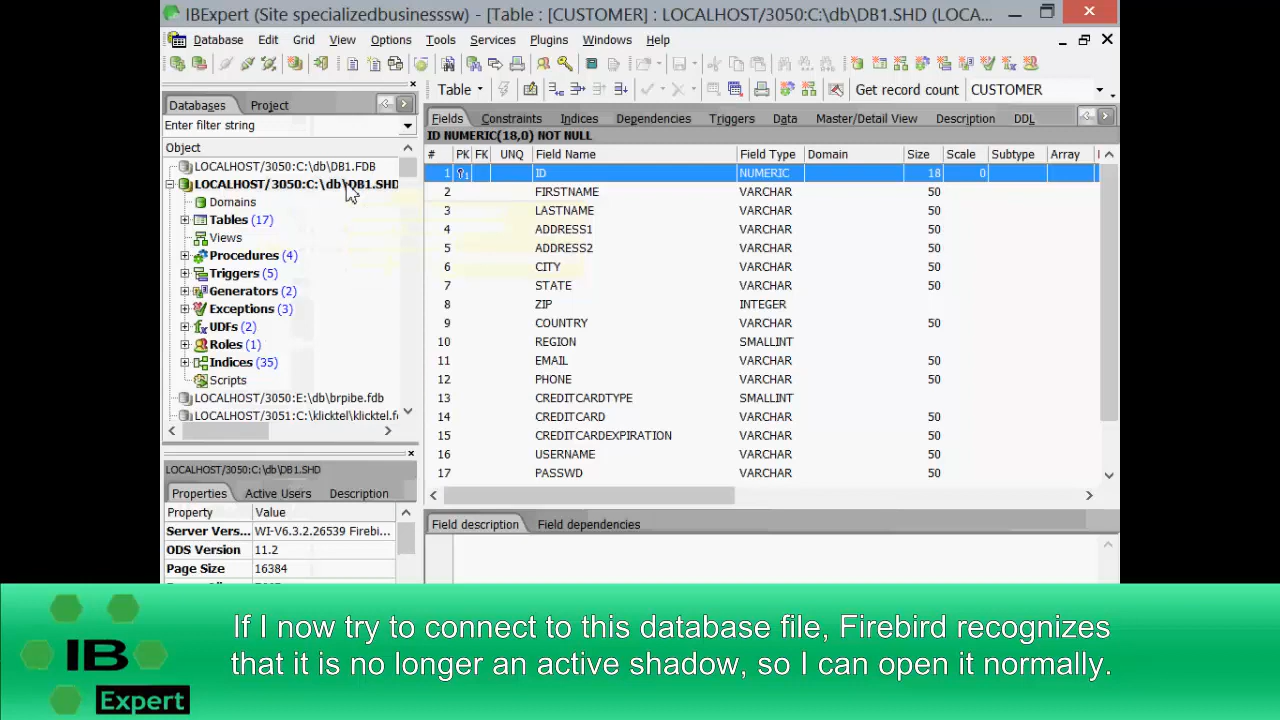 IBExpert (Site specializedbusinesssw) - [Table : [CUSTOMER] : LOCALHOST/3050:C:\db\DB1.SHD (LOCA...
Database Edit Grid View Options Tools Services Plugins Windows Help
Table Get record count CUSTOMER
Databases Project
Enter filter string
Object
LOCALHOST/3050:C:\db\DB1.FDB
LOCALHOST/3050:C:\db\DB1.SHD
Domains
Tables (17)
Views
Procedures (4)
Triggers (5)
Generators (2)
Exceptions (3)
UDFs (2)
Roles (1)
Indices (35)
Scripts
LOCALHOST/3050:E:\db\brpibe.fdb
LOCALHOST/3051:C:\klicktel\klicktel.f
LOCALHOST/3050:C:\db\DB1.SHD
Properties Active Users Description
Property Value
Server Vers... WI-V6.3.2.26539 Firebi...
ODS Version 11.2
Page Size 16384
Fields Constraints Indices Dependencies Triggers Data Master/Detail View Description DDL
ID NUMERIC(18,0) NOT NULL
# PK FK UNQ Field Name Field Type Domain Size Scale Subtype Array
1 1 ID NUMERIC 18 0
2 FIRSTNAME VARCHAR 50
3 LASTNAME VARCHAR 50
4 ADDRESS1 VARCHAR 50
5 ADDRESS2 VARCHAR 50
6 CITY VARCHAR 50
7 STATE VARCHAR 50
8 ZIP INTEGER
9 COUNTRY VARCHAR 50
10 REGION SMALLINT
11 EMAIL VARCHAR 50
12 PHONE VARCHAR 50
13 CREDITCARDTYPE SMALLINT
14 CREDITCARD VARCHAR 50
15 CREDITCARDEXPIRATION VARCHAR 50
16 USERNAME VARCHAR 50
17 PASSWD VARCHAR 50
Field description Field dependencies
IB
Expert
If I now try to connect to this database file, Firebird recognizes
that it is no longer an active shadow, so I can open it normally.